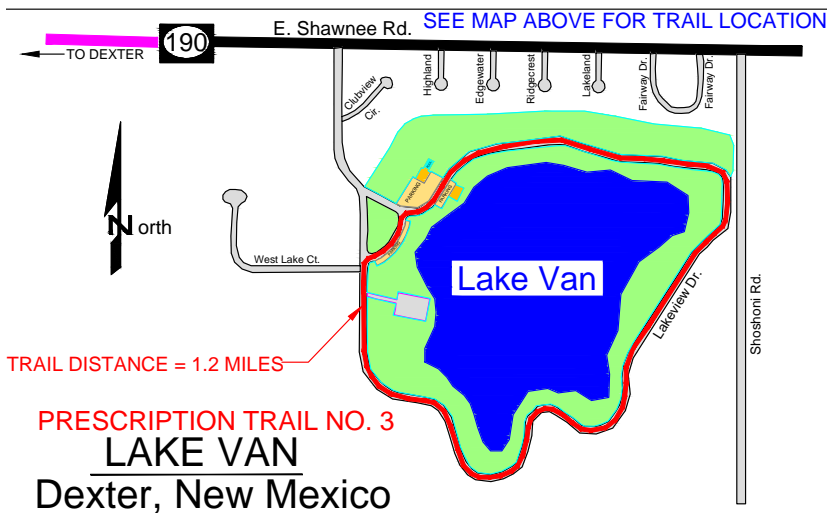 SEE MAP ABOVE FOR TRAIL LOCATION
E. Shawnee Rd.
190
TO DEXTER
Clubview
Cir.
Highland
Edgewater
Ridgecrest
Lakeland
Fairway Dr.
Fairway Dr.
PARKING
PARKING
North
West Lake Ct.
Lake Van
Lakeview Dr.
Shoshoni Rd.
TRAIL DISTANCE = 1.2 MILES
PRESCRIPTION TRAIL NO. 3
LAKE VAN
Dexter, New Mexico